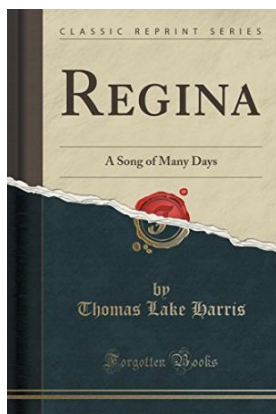 CLASSIC REPRINT SERIES
REGINA
A Song of Many Days
F
by
Thomas Lake Harris
Forgotten Books